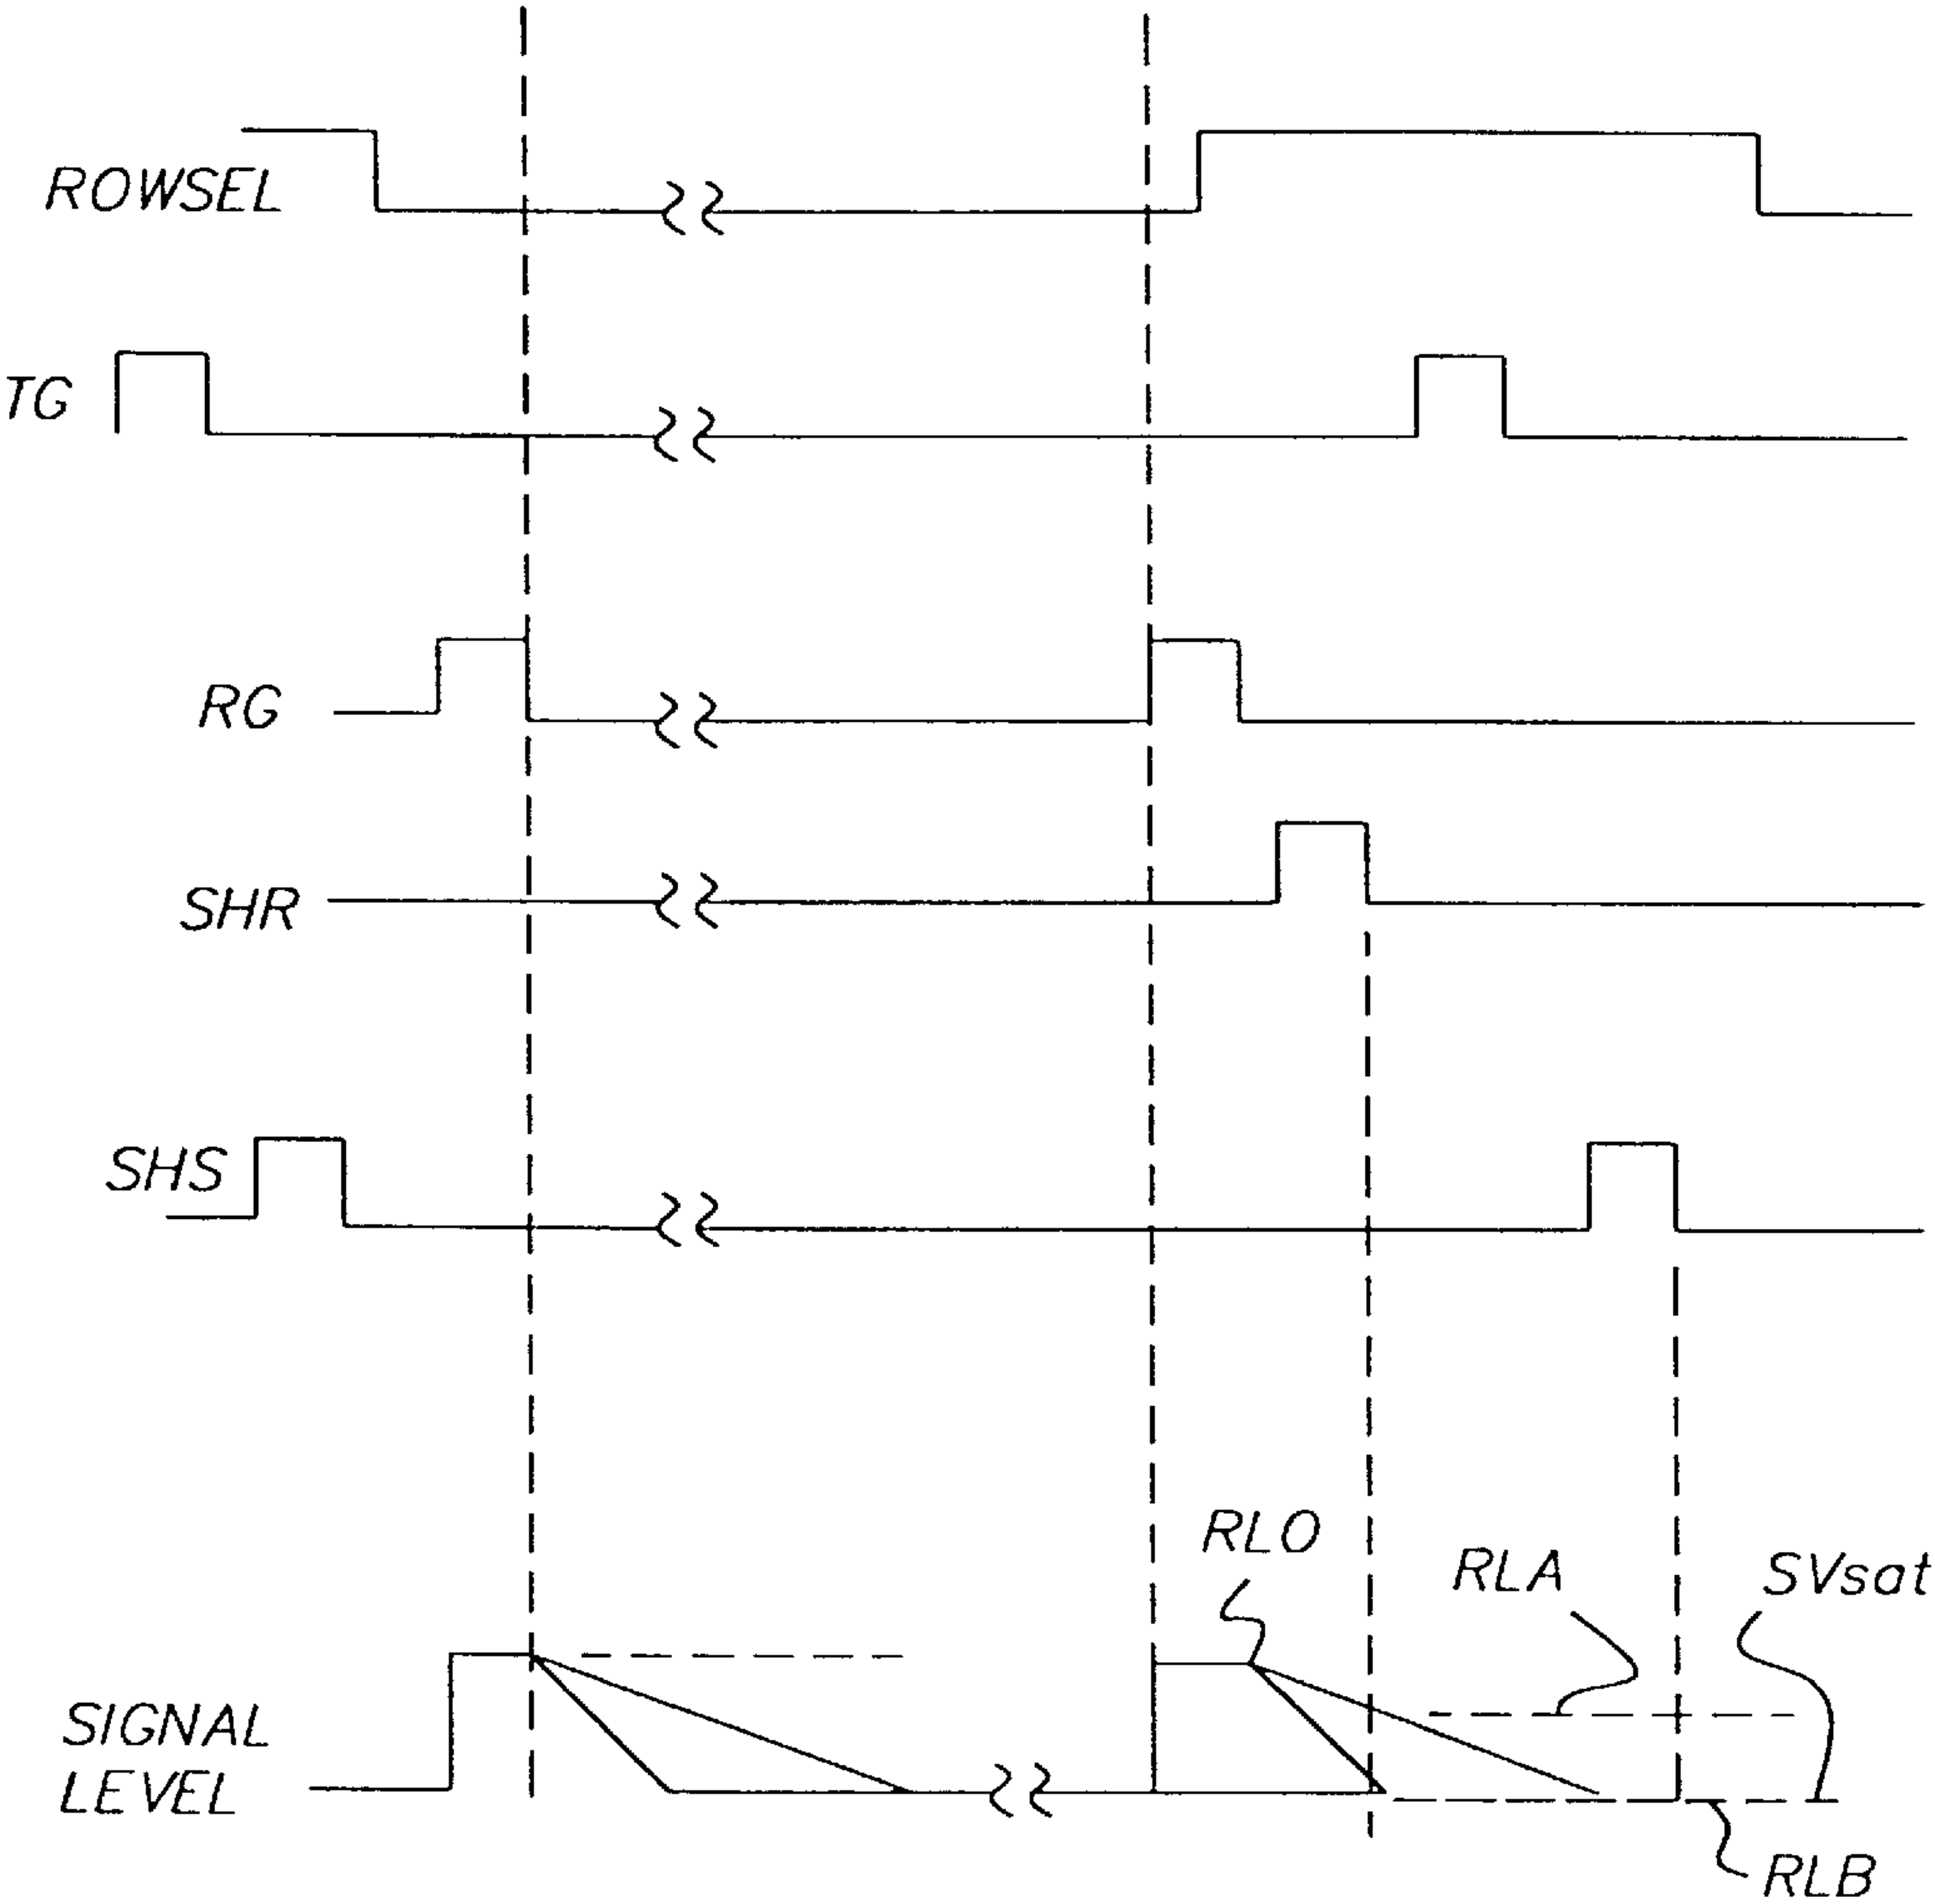 ROWSEL
TG
RG
SHR
SHS
RLO
RLA
SVsat
SIGNAL
LEVEL
RLB